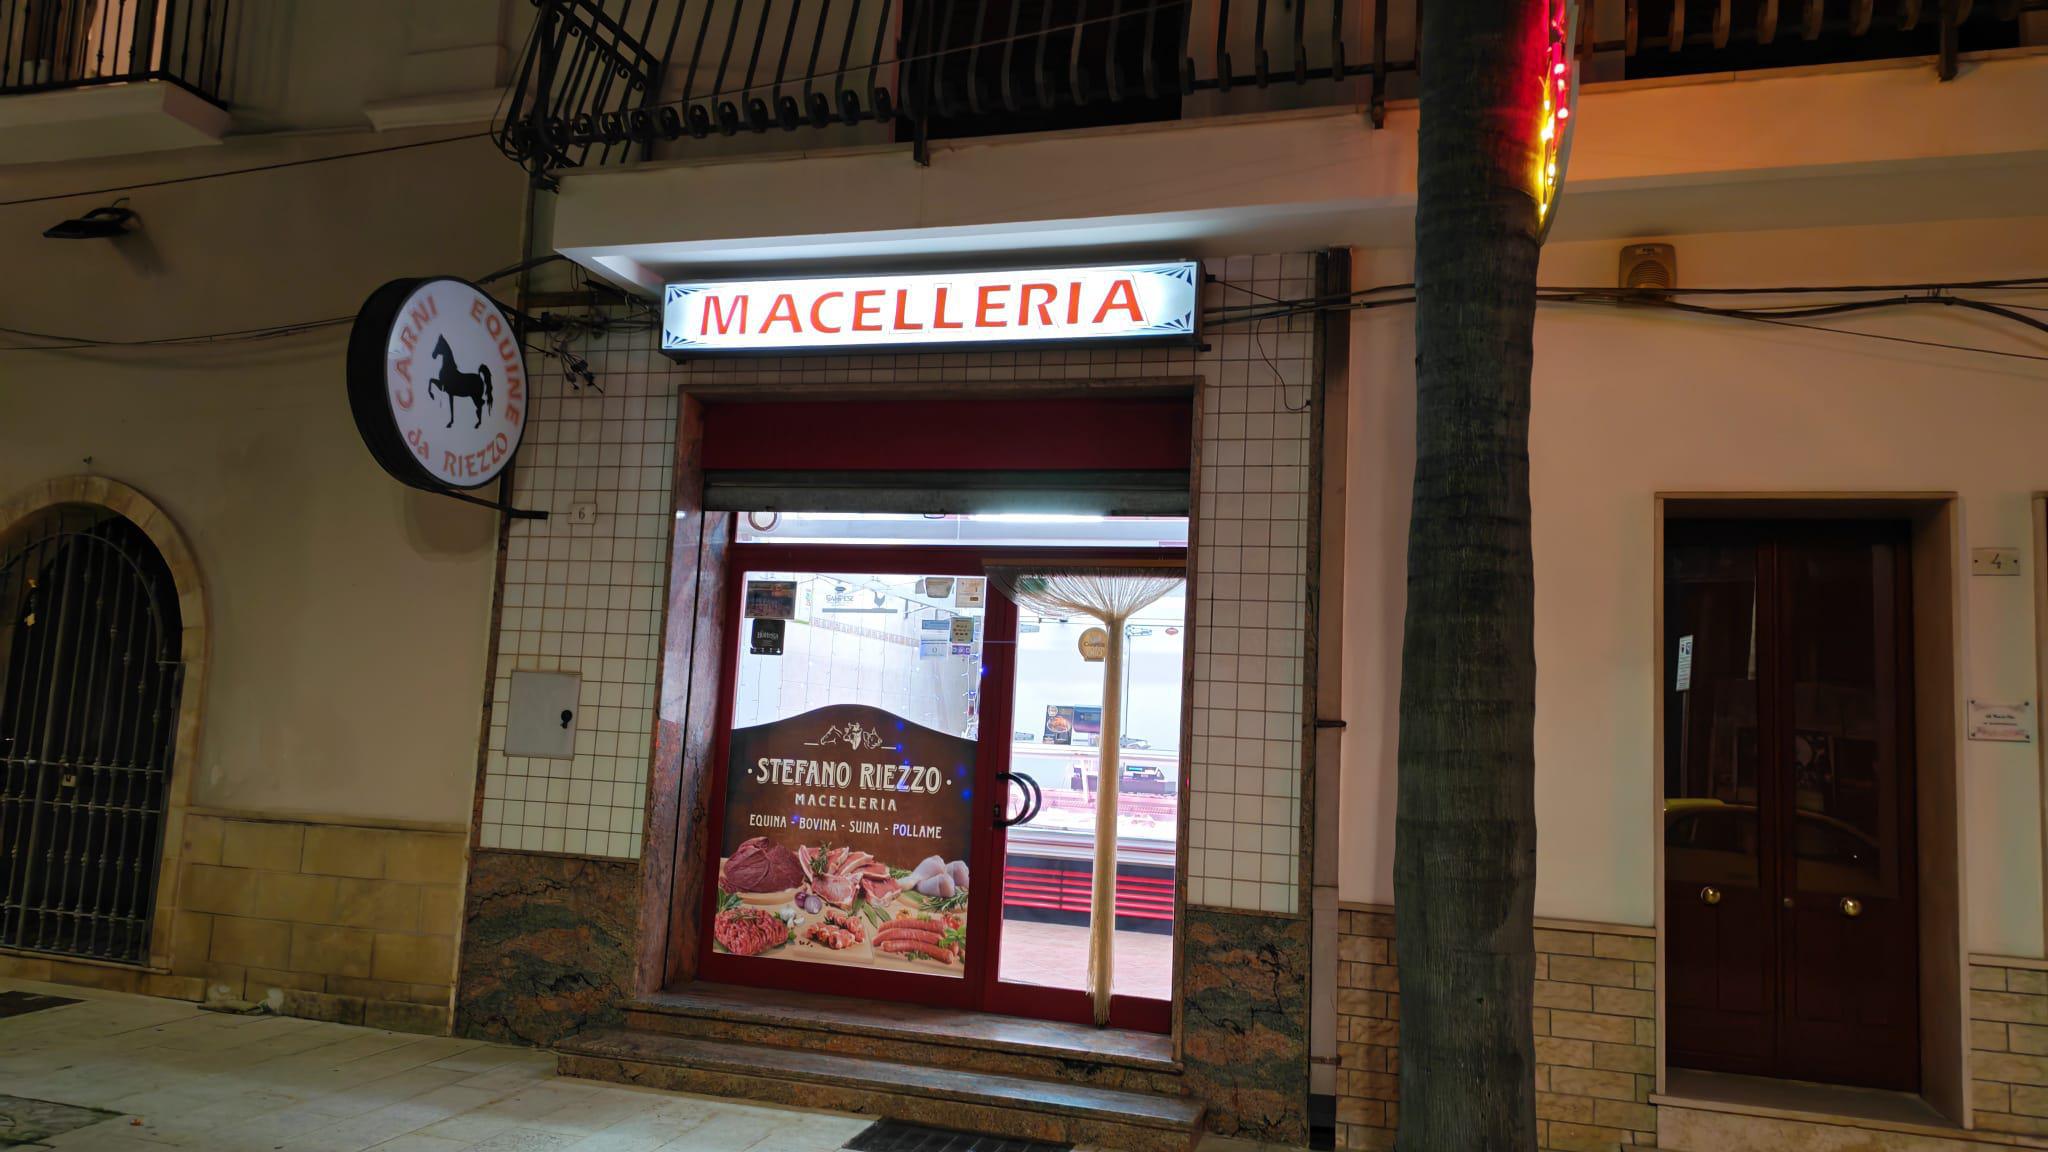 MACELLERIA
CARNI EQUINE
da RIEZZO
6
4
STEFANO RIEZZO
MACELLERIA
EQUINA - BOVINA - SUINA - POLLAME